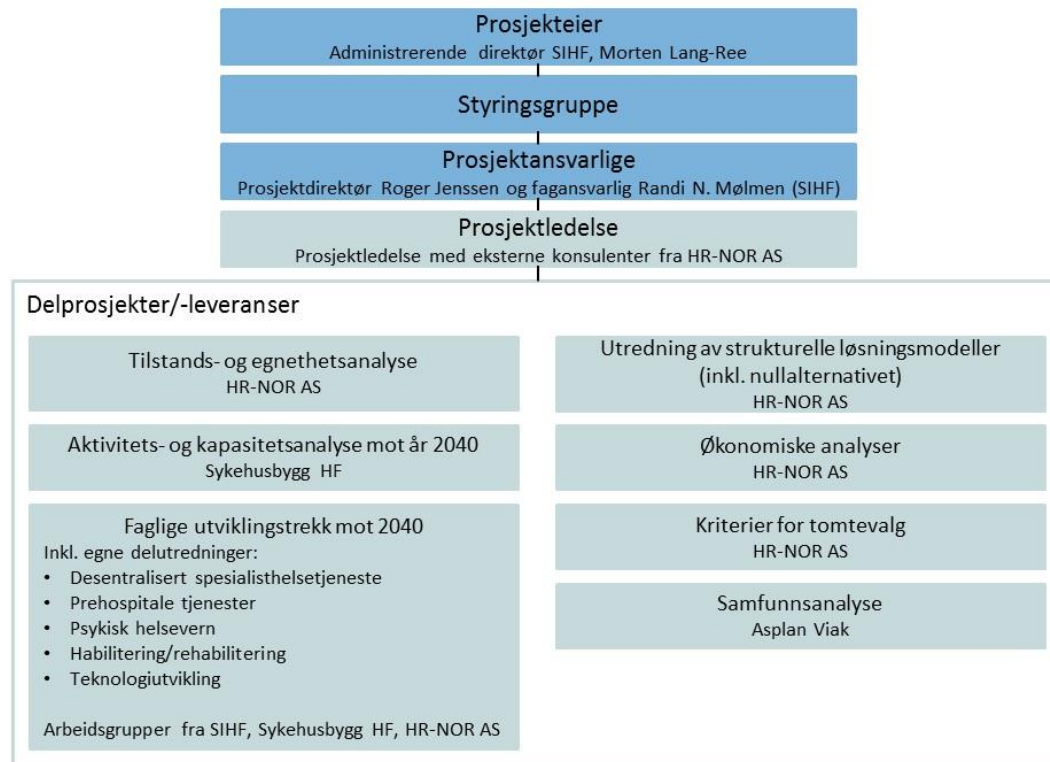 Prosjekteier
Administrerende direktør SIHF, Morten Lang-Ree
Styringsgruppe
Prosjektansvarlige
Prosjektdirektør Roger Jenssen og fagansvarlig Randi N. Mølmen (SIHF)
Prosjektledelse
Prosjektledelse med eksterne konsulenter fra HR-NOR AS
Delprosjekter/-leveranser
Tilstands- og egnethetsanalyse
HR-NOR AS
Aktivitets- og kapasitetsanalyse mot år 2040
Sykehusbygg HF
Faglige utviklingstrekk mot 2040
Inkl. egne delutredninger:
• Desentralisert spesialisthelsetjeneste
• Prehospitale tjenester
• Psykisk helsevern
• Habilitering/rehabilitering
• Teknologiutvikling
Arbeidsgrupper fra SIHF, Sykehusbygg HF, HR-NOR AS
Utredning av strukturelle løsningsmodeller
(inkl. nullalternativet)
HR-NOR AS
Økonomiske analyser
HR-NOR AS
Kriterier for tomtevalg
HR-NOR AS
Samfunnsanalyse
Asplan Viak